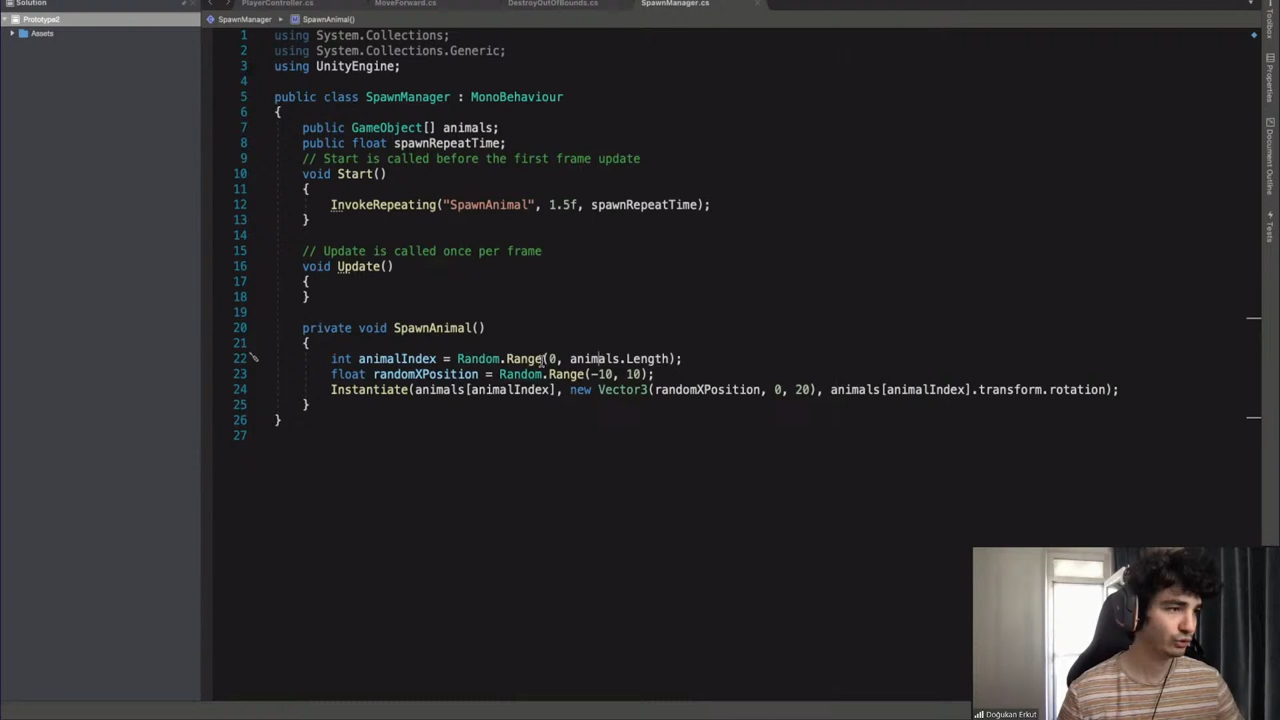 Solution
PlayerController.cs
MoveForward.cs
DestroyOutOfBounds.cs
SpawnManager.cs
Prototype2
Assets
SpawnManager
SpawnAnimal()
1 using System.Collections;
2 using System.Collections.Generic;
3 using UnityEngine;
4
5 public class SpawnManager : MonoBehaviour
6 {
7 public GameObject[] animals;
8 public float spawnRepeatTime;
9 // Start is called before the first frame update
10 void Start()
11 {
12 InvokeRepeating("SpawnAnimal", 1.5f, spawnRepeatTime);
13 }
14
15 // Update is called once per frame
16 void Update()
17 {
18 }
19
20 private void SpawnAnimal()
21 {
22 int animalIndex = Random.Range(0, animals.Length);
23 float randomXPosition = Random.Range(-10, 10);
24 Instantiate(animals[animalIndex], new Vector3(randomXPosition, 0, 20), animals[animalIndex].transform.rotation);
25 }
26 }
27
Toolbox
Properties
Document Outline
Tests
Doğukan Erkut